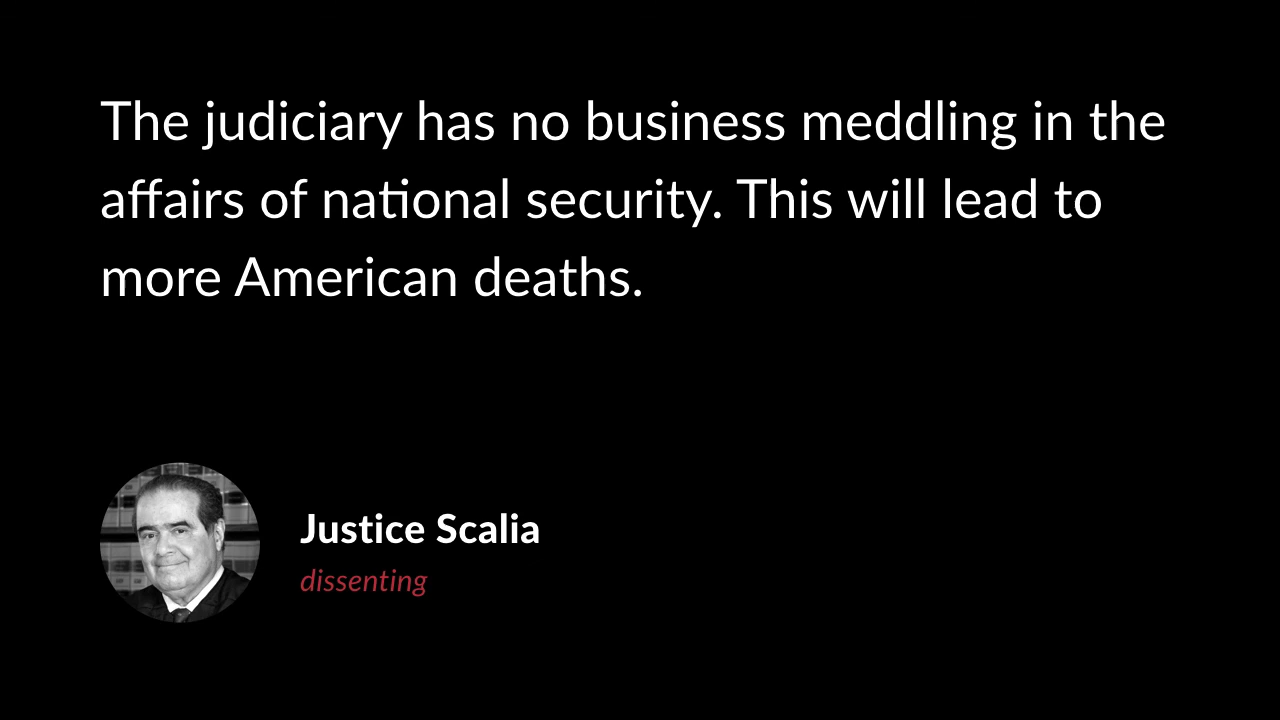 The judiciary has no business meddling in the
affairs of national security. This will lead to
more American deaths.
Justice Scalia
dissenting